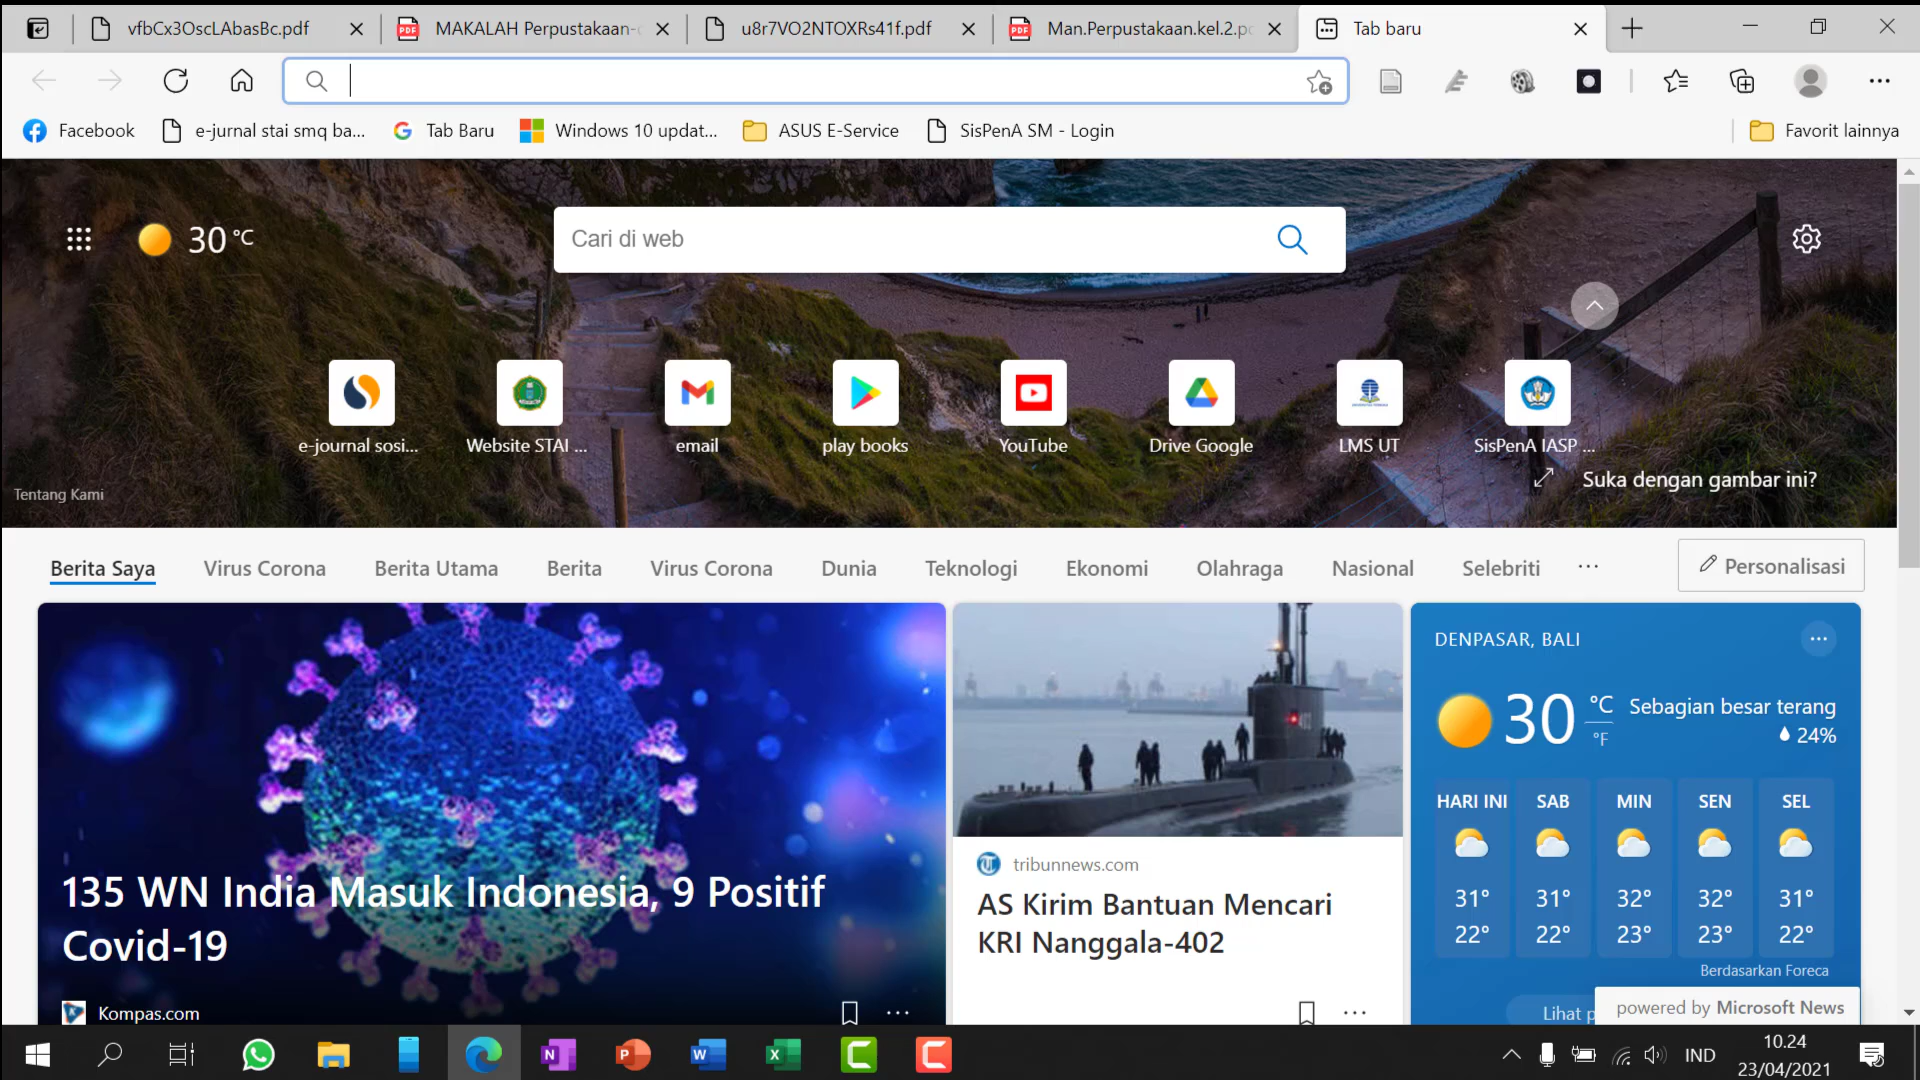 vfbCx3OscLAbasBc.pdf
MAKALAH Perpustakaan-
u8r7VO2NTOXRs41f.pdf
Man.Perpustakaan.kel.2.p
Tab baru
Facebook
e-jurnal stai smq ba...
Tab Baru
Windows 10 updat...
ASUS E-Service
SisPenA SM - Login
Favorit lainnya
30 °C
Cari di web
e-journal sosi...
Website STAI ...
email
play books
YouTube
Drive Google
LMS UT
SisPenA IASP ...
Tentang Kami
Suka dengan gambar ini?
Berita Saya
Virus Corona
Berita Utama
Berita
Virus Corona
Dunia
Teknologi
Ekonomi
Olahraga
Nasional
Selebriti
Personalisasi
135 WN India Masuk Indonesia, 9 Positif
Covid-19
Kompas.com
402
tribunnews.com
AS Kirim Bantuan Mencari
KRI Nanggala-402
DENPASAR, BALI
30 °C
°F
Sebagian besar terang
24%
HARI INI SAB MIN SEN SEL
31° 31° 32° 32° 31°
22° 22° 23° 23° 22°
Berdasarkan Foreca
Lihat
powered by Microsoft News
IND
10.24
23/04/2021